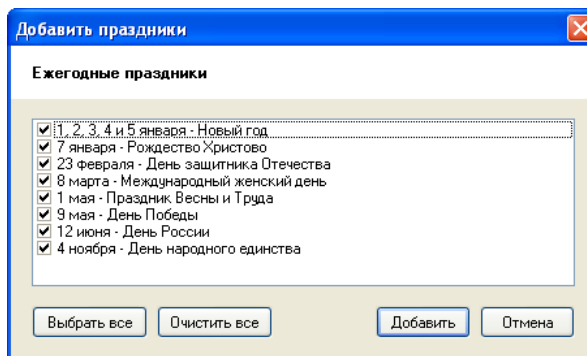 Добавить праздники
Ежегодные праздники
1, 2, 3, 4 и 5 января - Новый год
7 января - Рождество Христово
23 февраля - День защитника Отечества
8 марта - Международный женский день
1 мая - Праздник Весны и Труда
9 мая - День Победы
12 июня - День России
4 ноября - День народного единства
Выбрать все Очистить все Добавить Отмена